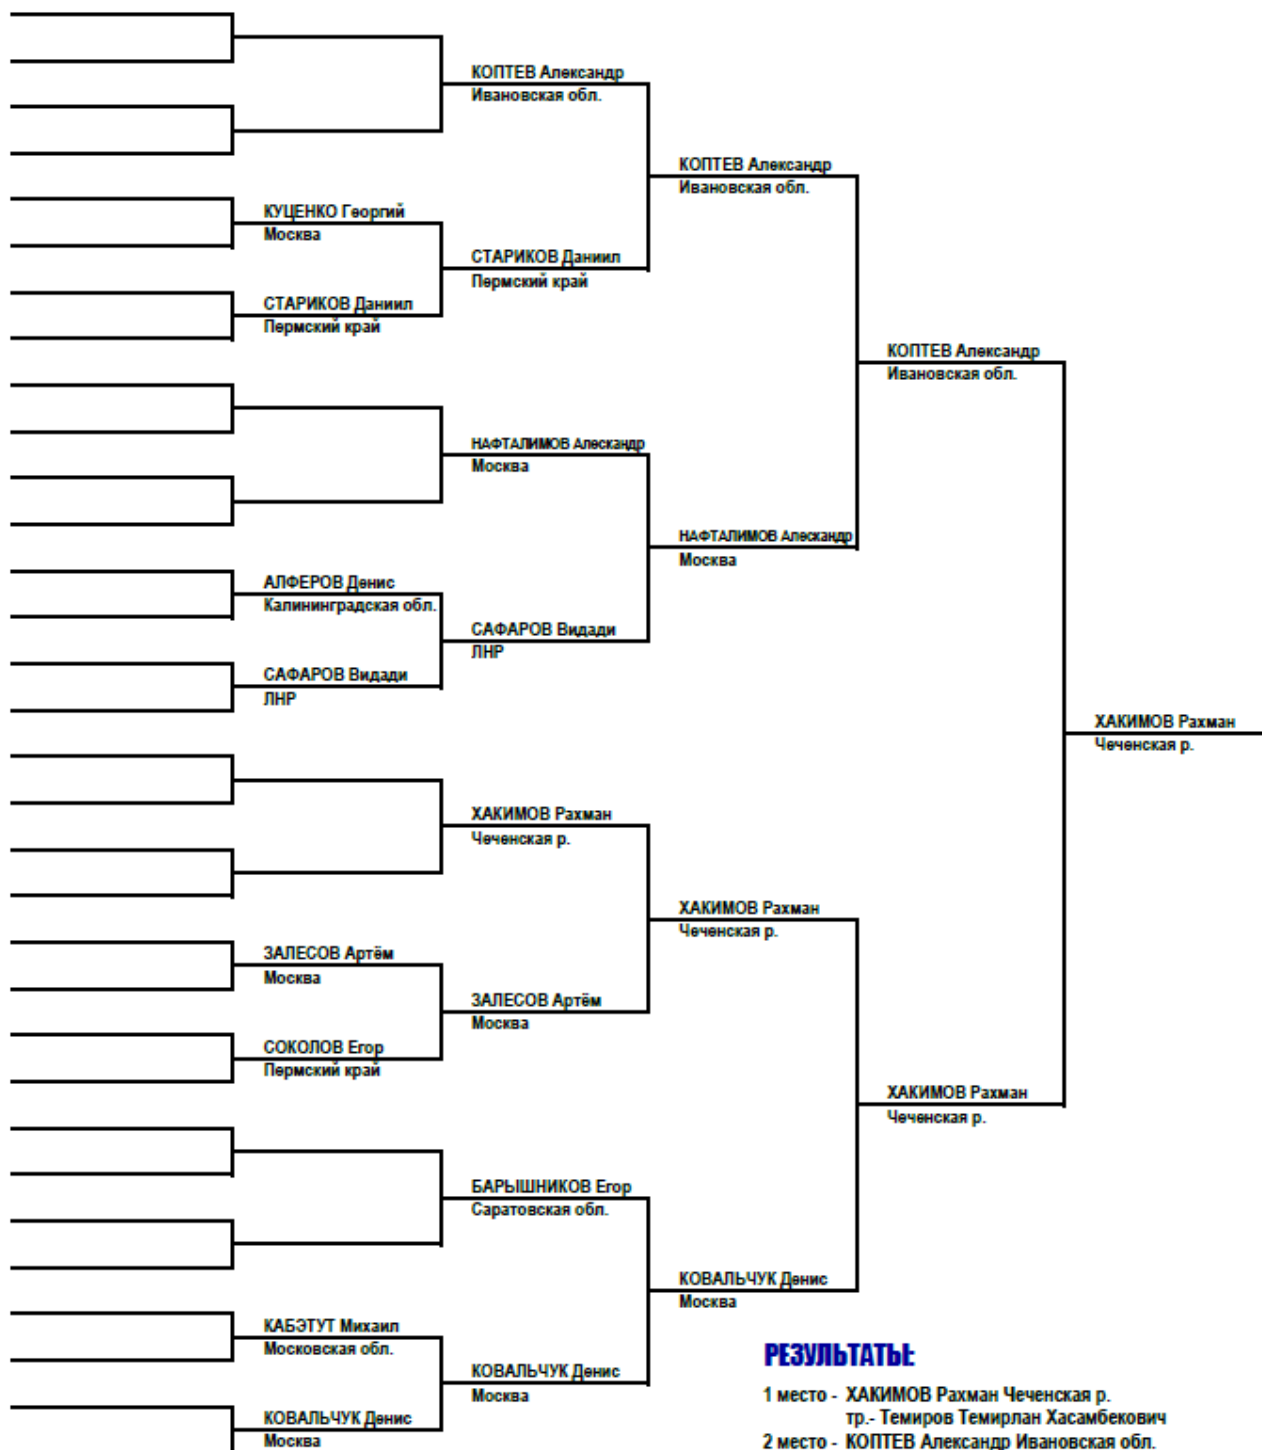 КОПТЕВ Александр
Ивановская обл.
КОПТЕВ Александр
Ивановская обл.
КУЦЕНКО Георгий
Москва
СТАРИКОВ Даниил
Пермский край
СТАРИКОВ Даниил
Пермский край
КОПТЕВ Александр
Ивановская обл.
НАФТАЛИМОВ Алескандр
Москва
НАФТАЛИМОВ Алескандр
Москва
АЛФЕРОВ Денис
Калининградская обл.
САФАРОВ Видади
ЛНР
САФАРОВ Видади
ЛНР
ХАКИМОВ Рахман
Чеченская р.
ХАКИМОВ Рахман
Чеченская р.
ХАКИМОВ Рахман
Чеченская р.
ЗАЛЕСОВ Артём
Москва
ЗАЛЕСОВ Артём
Москва
СОКОЛОВ Егор
Пермский край
ХАКИМОВ Рахман
Чеченская р.
БАРЫШНИКОВ Егор
Саратовская обл.
КОВАЛЬЧУК Денис
Москва
КАБЭТУТ Михаил
Московская обл.
КОВАЛЬЧУК Денис
Москва
КОВАЛЬЧУК Денис
Москва
РЕЗУЛЬТАТЫ:
1 место - ХАКИМОВ Рахман Чеченская р.
тр.- Темиров Темирлан Хасамбекович
2 место - КОПТЕВ Александр Ивановская обл.